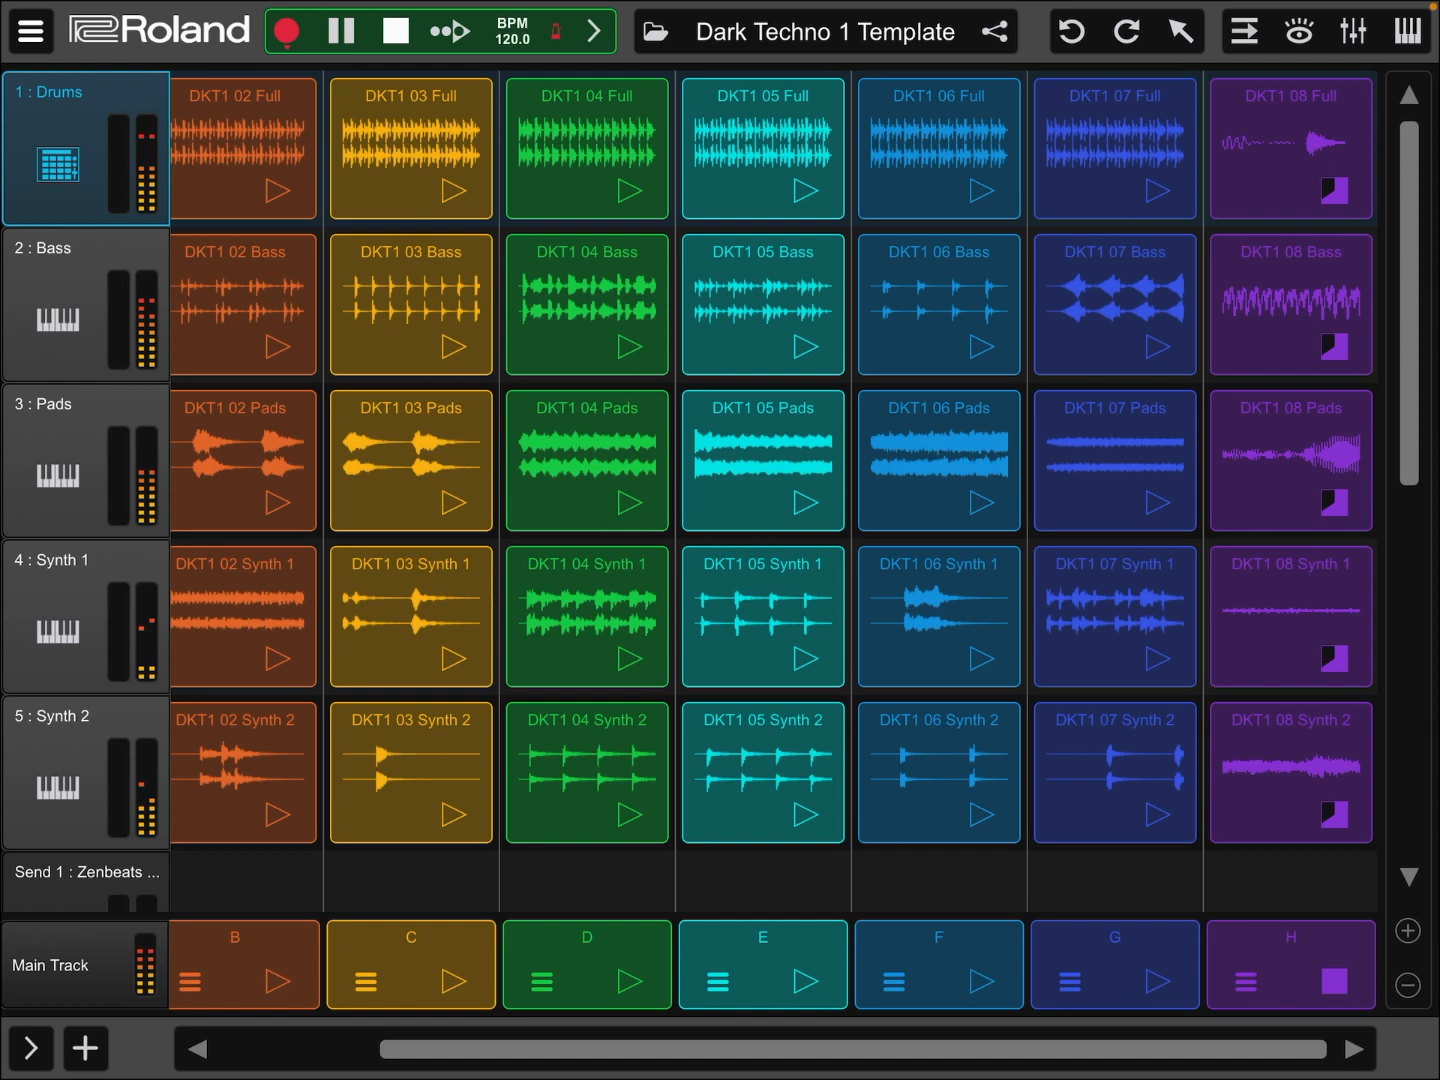 Roland
BPM
120.0
Dark Techno 1 Template
1 : Drums
DKT1 02 Full
DKT1 03 Full
DKT1 04 Full
DKT1 05 Full
DKT1 06 Full
DKT1 07 Full
DKT1 08 Full
2 : Bass
DKT1 02 Bass
DKT1 03 Bass
DKT1 04 Bass
DKT1 05 Bass
DKT1 06 Bass
DKT1 07 Bass
DKT1 08 Bass
3 : Pads
DKT1 02 Pads
DKT1 03 Pads
DKT1 04 Pads
DKT1 05 Pads
DKT1 06 Pads
DKT1 07 Pads
DKT1 08 Pads
4 : Synth 1
DKT1 02 Synth 1
DKT1 03 Synth 1
DKT1 04 Synth 1
DKT1 05 Synth 1
DKT1 06 Synth 1
DKT1 07 Synth 1
DKT1 08 Synth 1
5 : Synth 2
DKT1 02 Synth 2
DKT1 03 Synth 2
DKT1 04 Synth 2
DKT1 05 Synth 2
DKT1 06 Synth 2
DKT1 07 Synth 2
DKT1 08 Synth 2
Send 1 : Zenbeats ...
Main Track
B
C
D
E
F
G
H